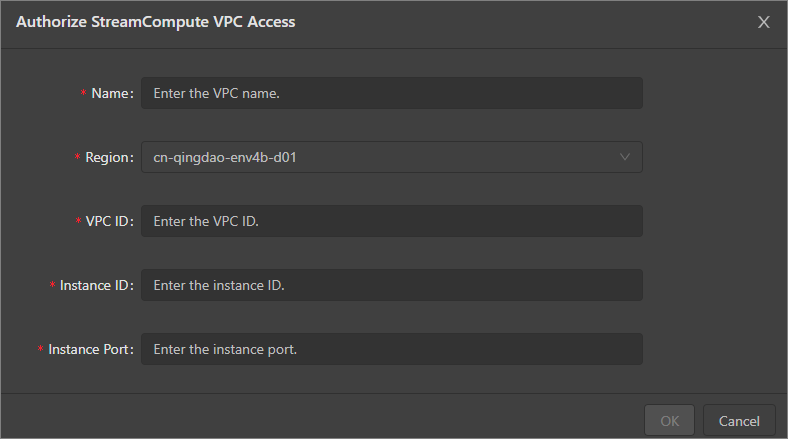 Authorize StreamCompute VPC Access
* Name: Enter the VPC name.
* Region: cn-qingdao-env4b-d01
* VPC ID: Enter the VPC ID.
* Instance ID: Enter the instance ID.
* Instance Port: Enter the instance port.
OK Cancel